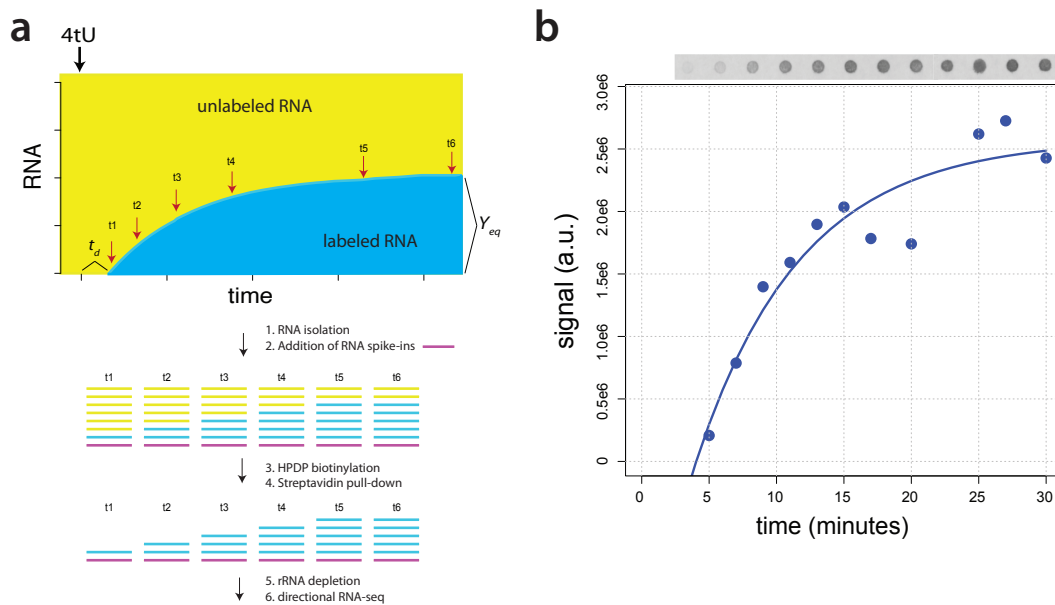 a
4tU
unlabeled RNA
RNA
t1
t2
t3
t4
t5
t6
td
labeled RNA
Yeq
time
1. RNA isolation
2. Addition of RNA spike-ins
t1 t2 t3 t4 t5 t6
3. HPDP biotinylation
4. Streptavidin pull-down
t1 t2 t3 t4 t5 t6
5. rRNA depletion
6. directional RNA-seq
b
signal (a.u.)
3.0e6
2.5e6
2.0e6
1.5e6
1.0e6
0.5e6
0
0 5 10 15 20 25 30
time (minutes)